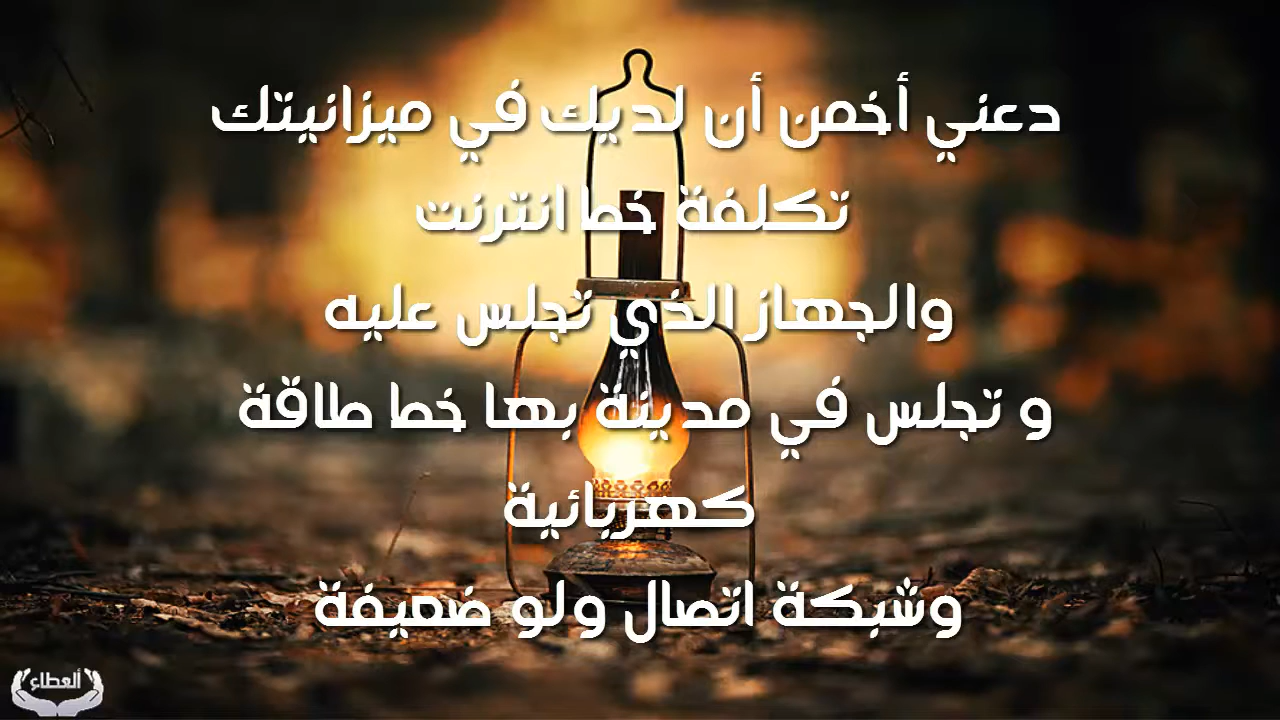 دعني أخمن أن لديك في ميزانيتك
تكلفة خط انترنت
والجهاز الذي تجلس عليه
و تجلس في مدينة بها خط طاقة
كهربائية
وشبكة اتصال ولو ضعيفة
ألعطاء